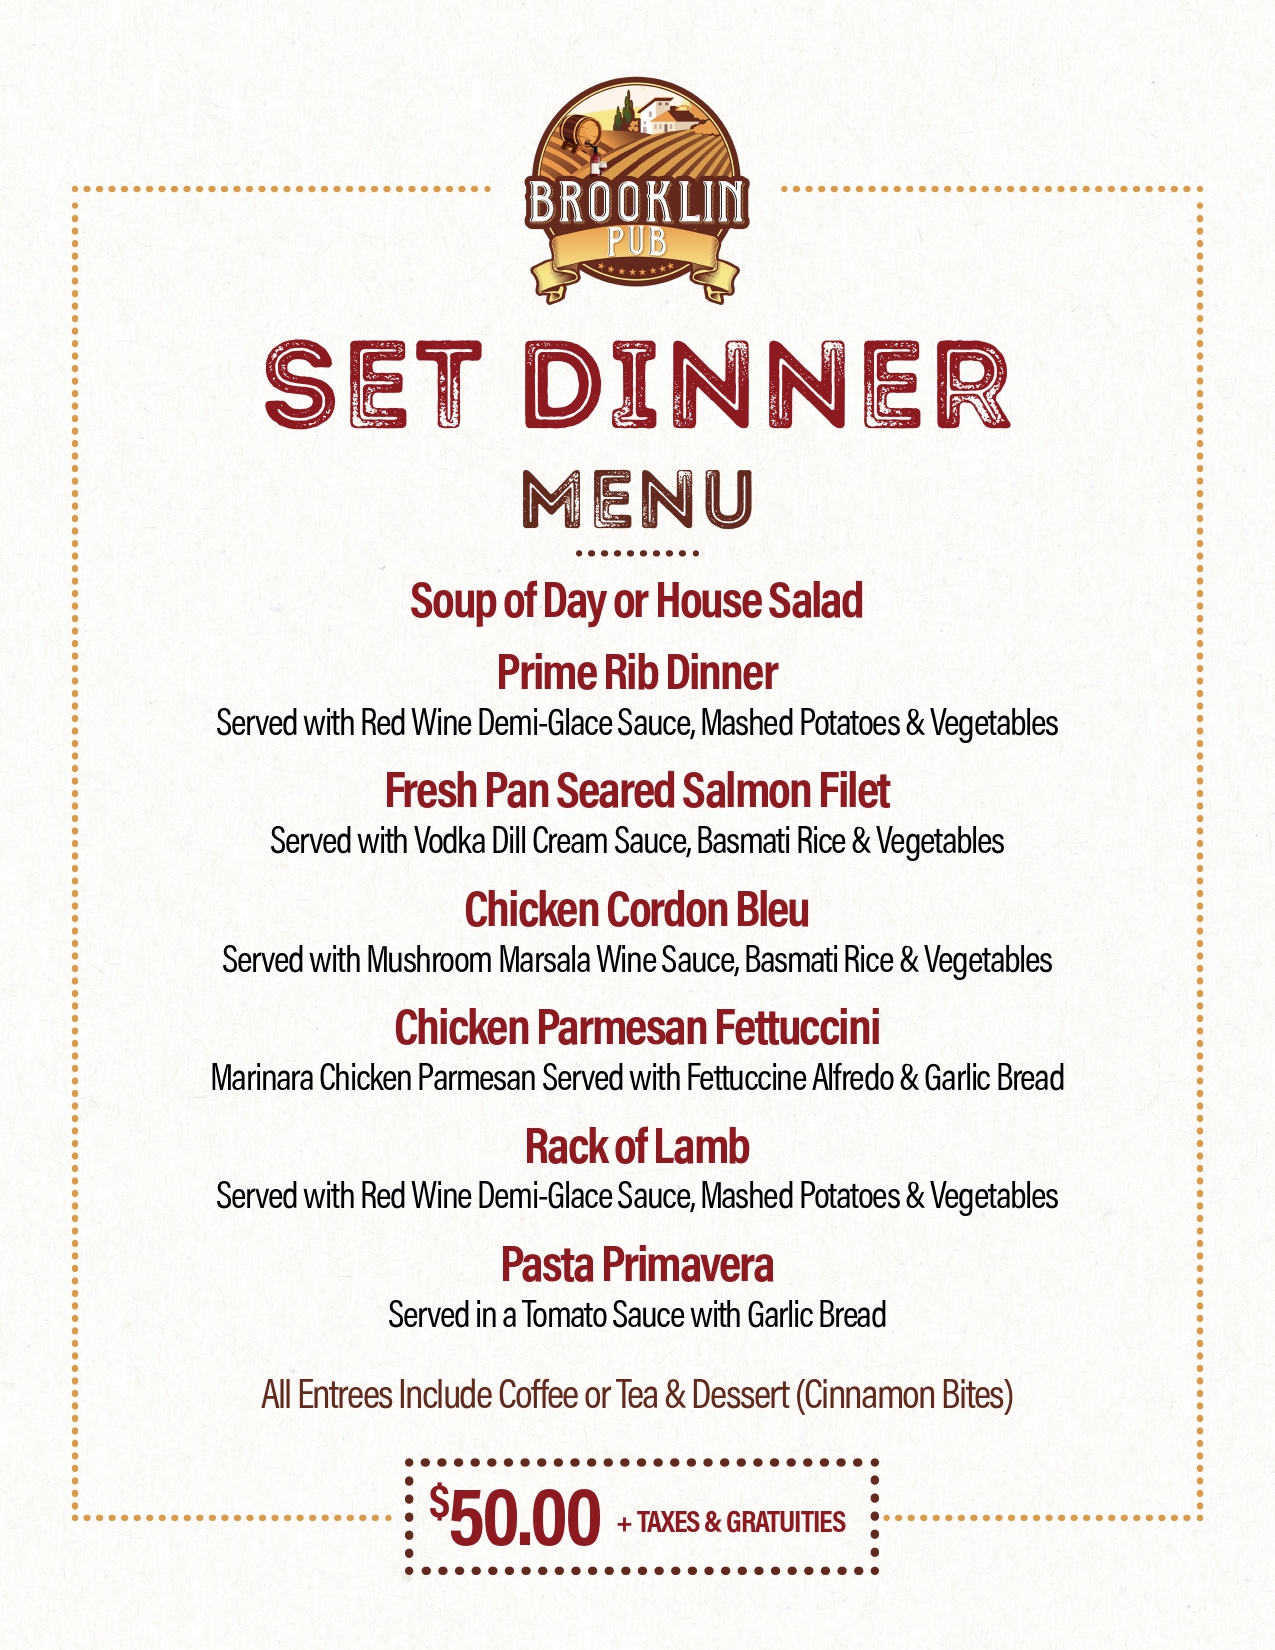 BROOKLIN
PUB
SET DINNER
MENU
Soup of Day or House Salad
Prime Rib Dinner
Served with Red Wine Demi-Glace Sauce, Mashed Potatoes & Vegetables
Fresh Pan Seared Salmon Filet
Served with Vodka Dill Cream Sauce, Basmati Rice & Vegetables
Chicken Cordon Bleu
Served with Mushroom Marsala Wine Sauce, Basmati Rice & Vegetables
Chicken Parmesan Fettuccini
Marinara Chicken Parmesan Served with Fettuccine Alfredo & Garlic Bread
Rack of Lamb
Served with Red Wine Demi-Glace Sauce, Mashed Potatoes & Vegetables
Pasta Primavera
Served in a Tomato Sauce with Garlic Bread
All Entrees Include Coffee or Tea & Dessert (Cinnamon Bites)
$50.00 + TAXES & GRATUITIES